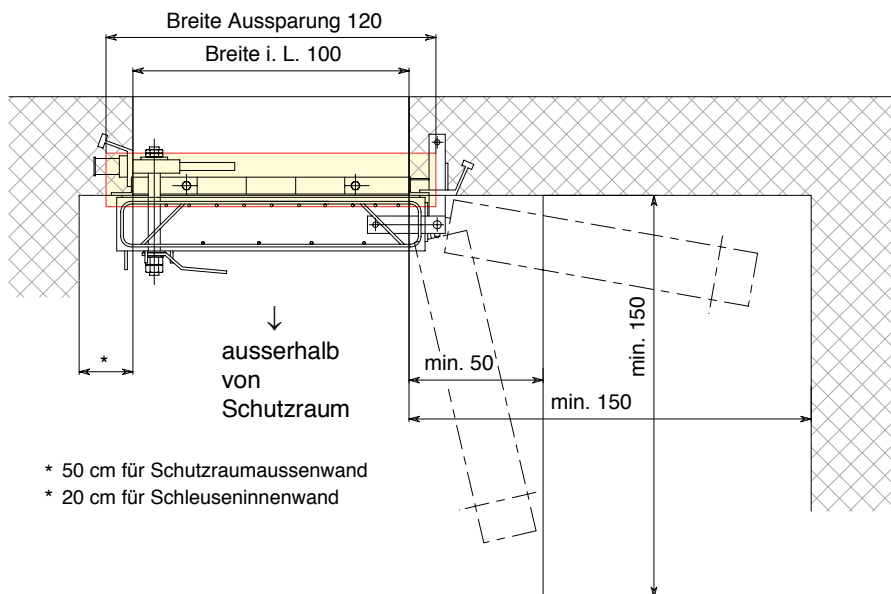 Breite Aussparung 120
Breite i. L. 100
*
↓
ausserhalb
von
Schutzraum
min. 50
min. 150
min. 150
* 50 cm für Schutzraumaussenwand
* 20 cm für Schleuseninnenwand